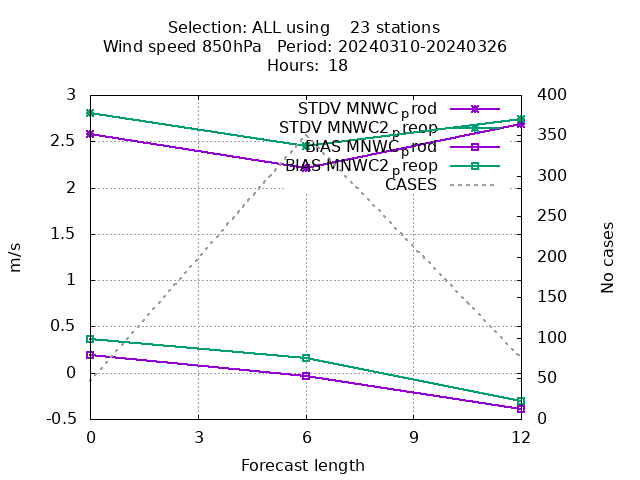 Selection: ALL using    23 stations
Wind speed 850hPa   Period: 20240310-20240326
Hours: 18
3 400
STDV MNWC_prod
STDV MNWC2_preop
2.5 350
BIAS MNWC_prod
BIAS MNWC2_preop
2 300
CASES
250
1.5
m/s
No cases
200
1
150
0.5
100
0
50
-0.5 0
0 3 6 9 12
Forecast length